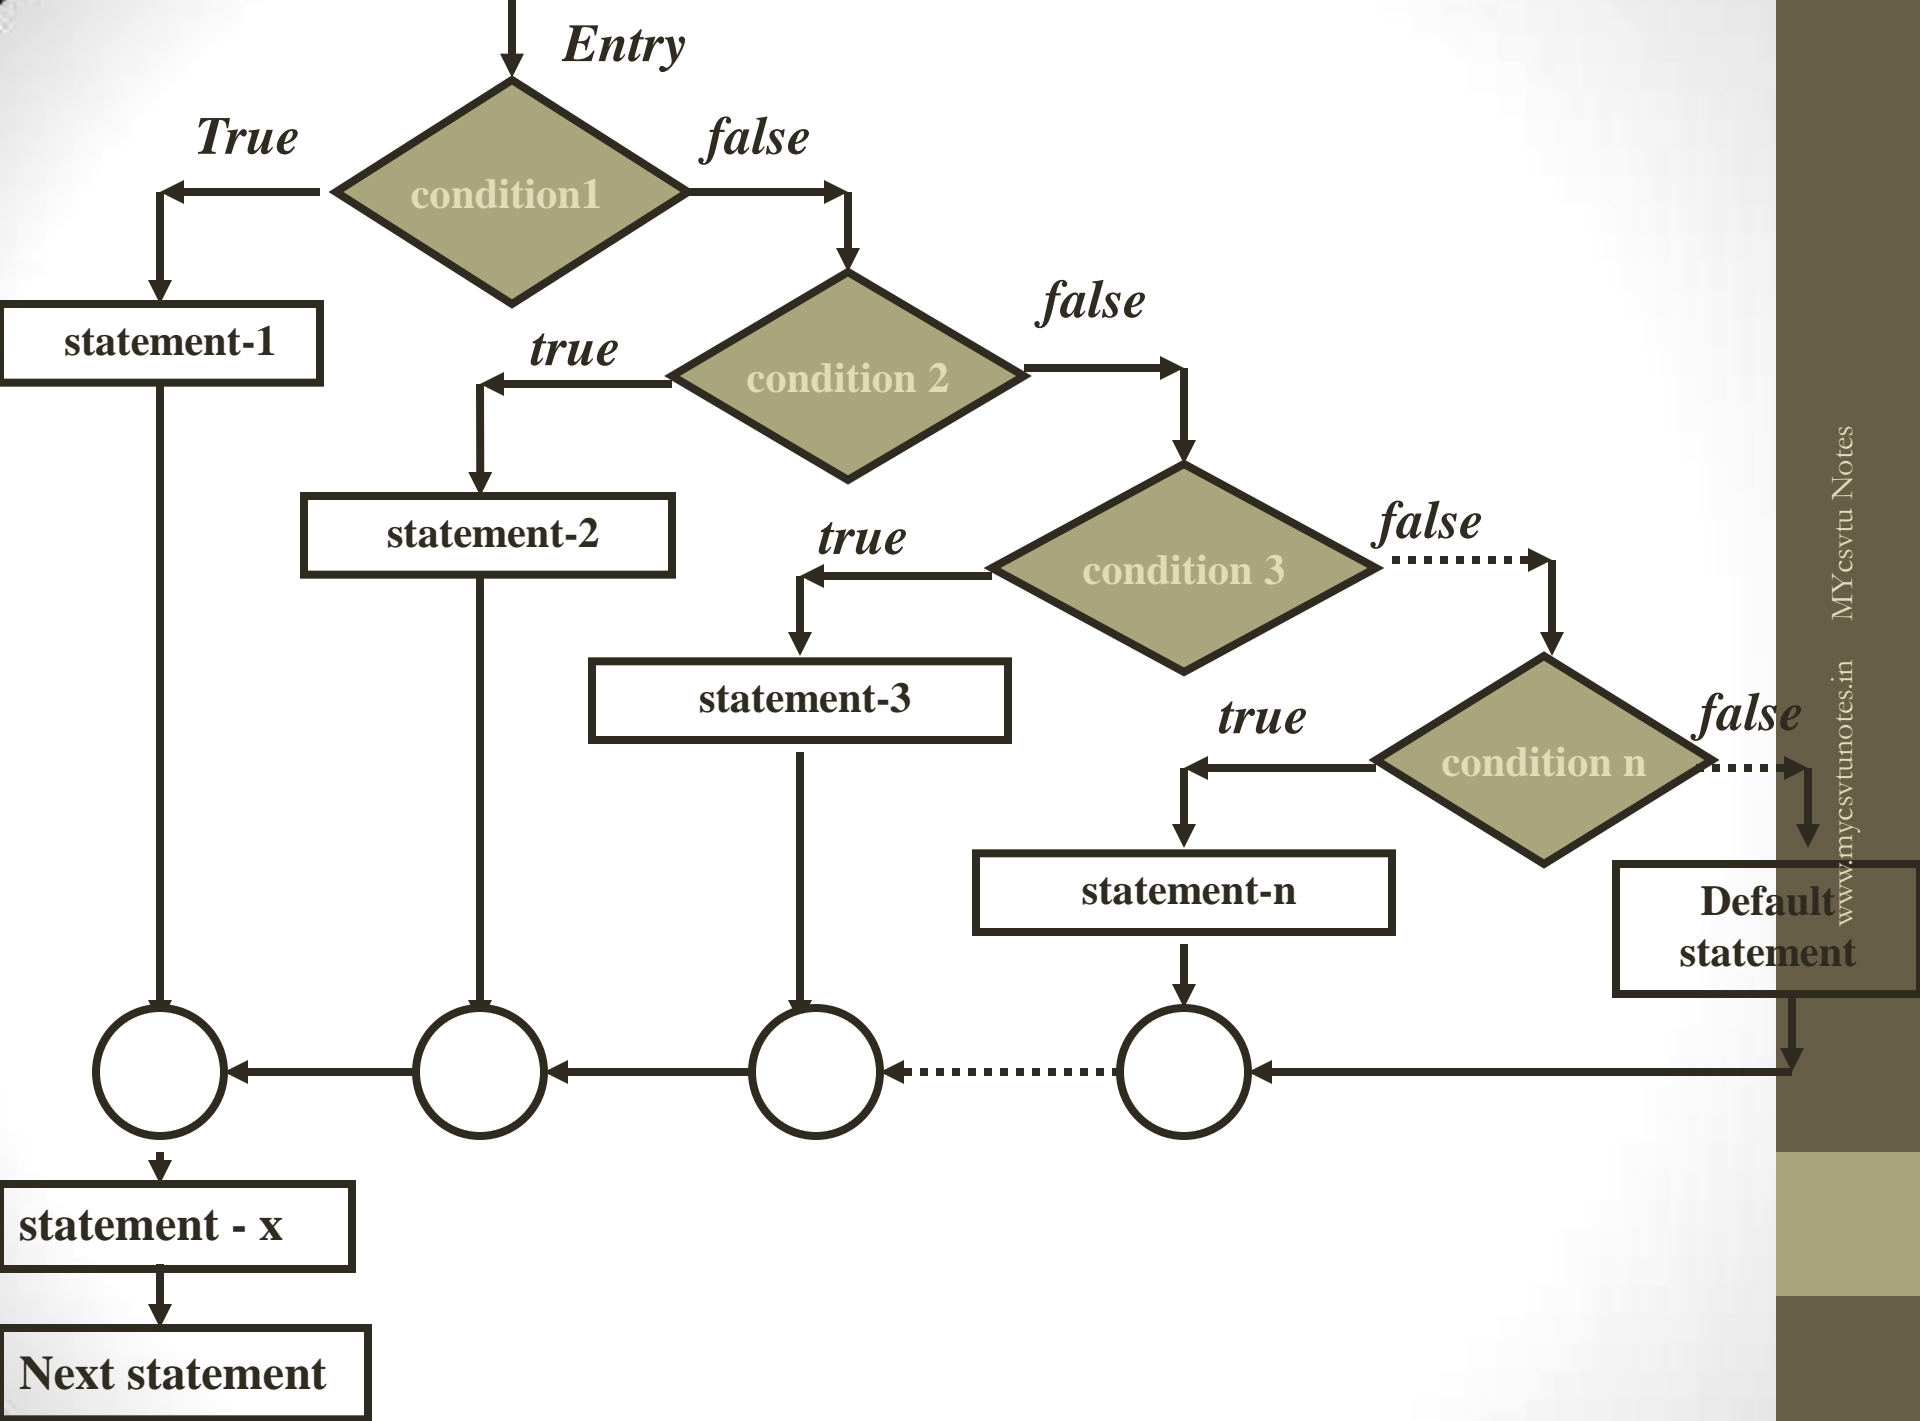 Entry
True
false
condition1
false
statement-1
true
condition 2
false
statement-2
true
condition 3
true
false
statement-3
condition n
statement-n
Default
statement
statement - x
Next statement
www.mycsvtunotes.in MYcsvtu Notes